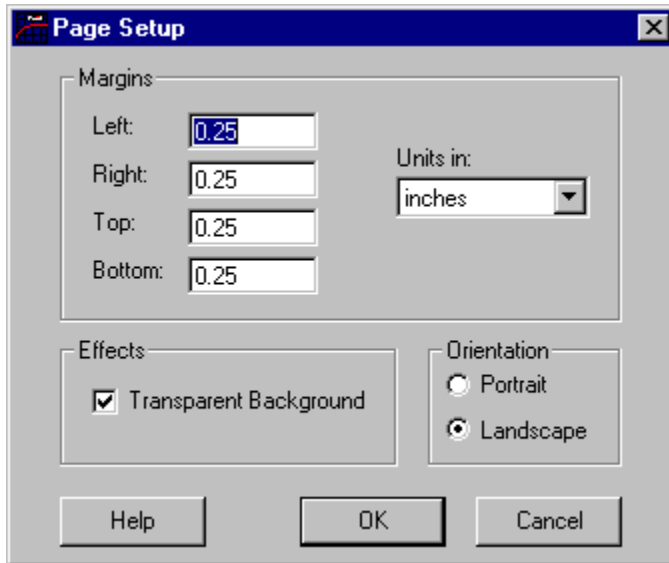 Page Setup
Margins
Left: 0.25
Right: 0.25
Top: 0.25
Bottom: 0.25
Units in:
inches
Effects
Transparent Background
Orientation
Portrait
Landscape
Help OK Cancel